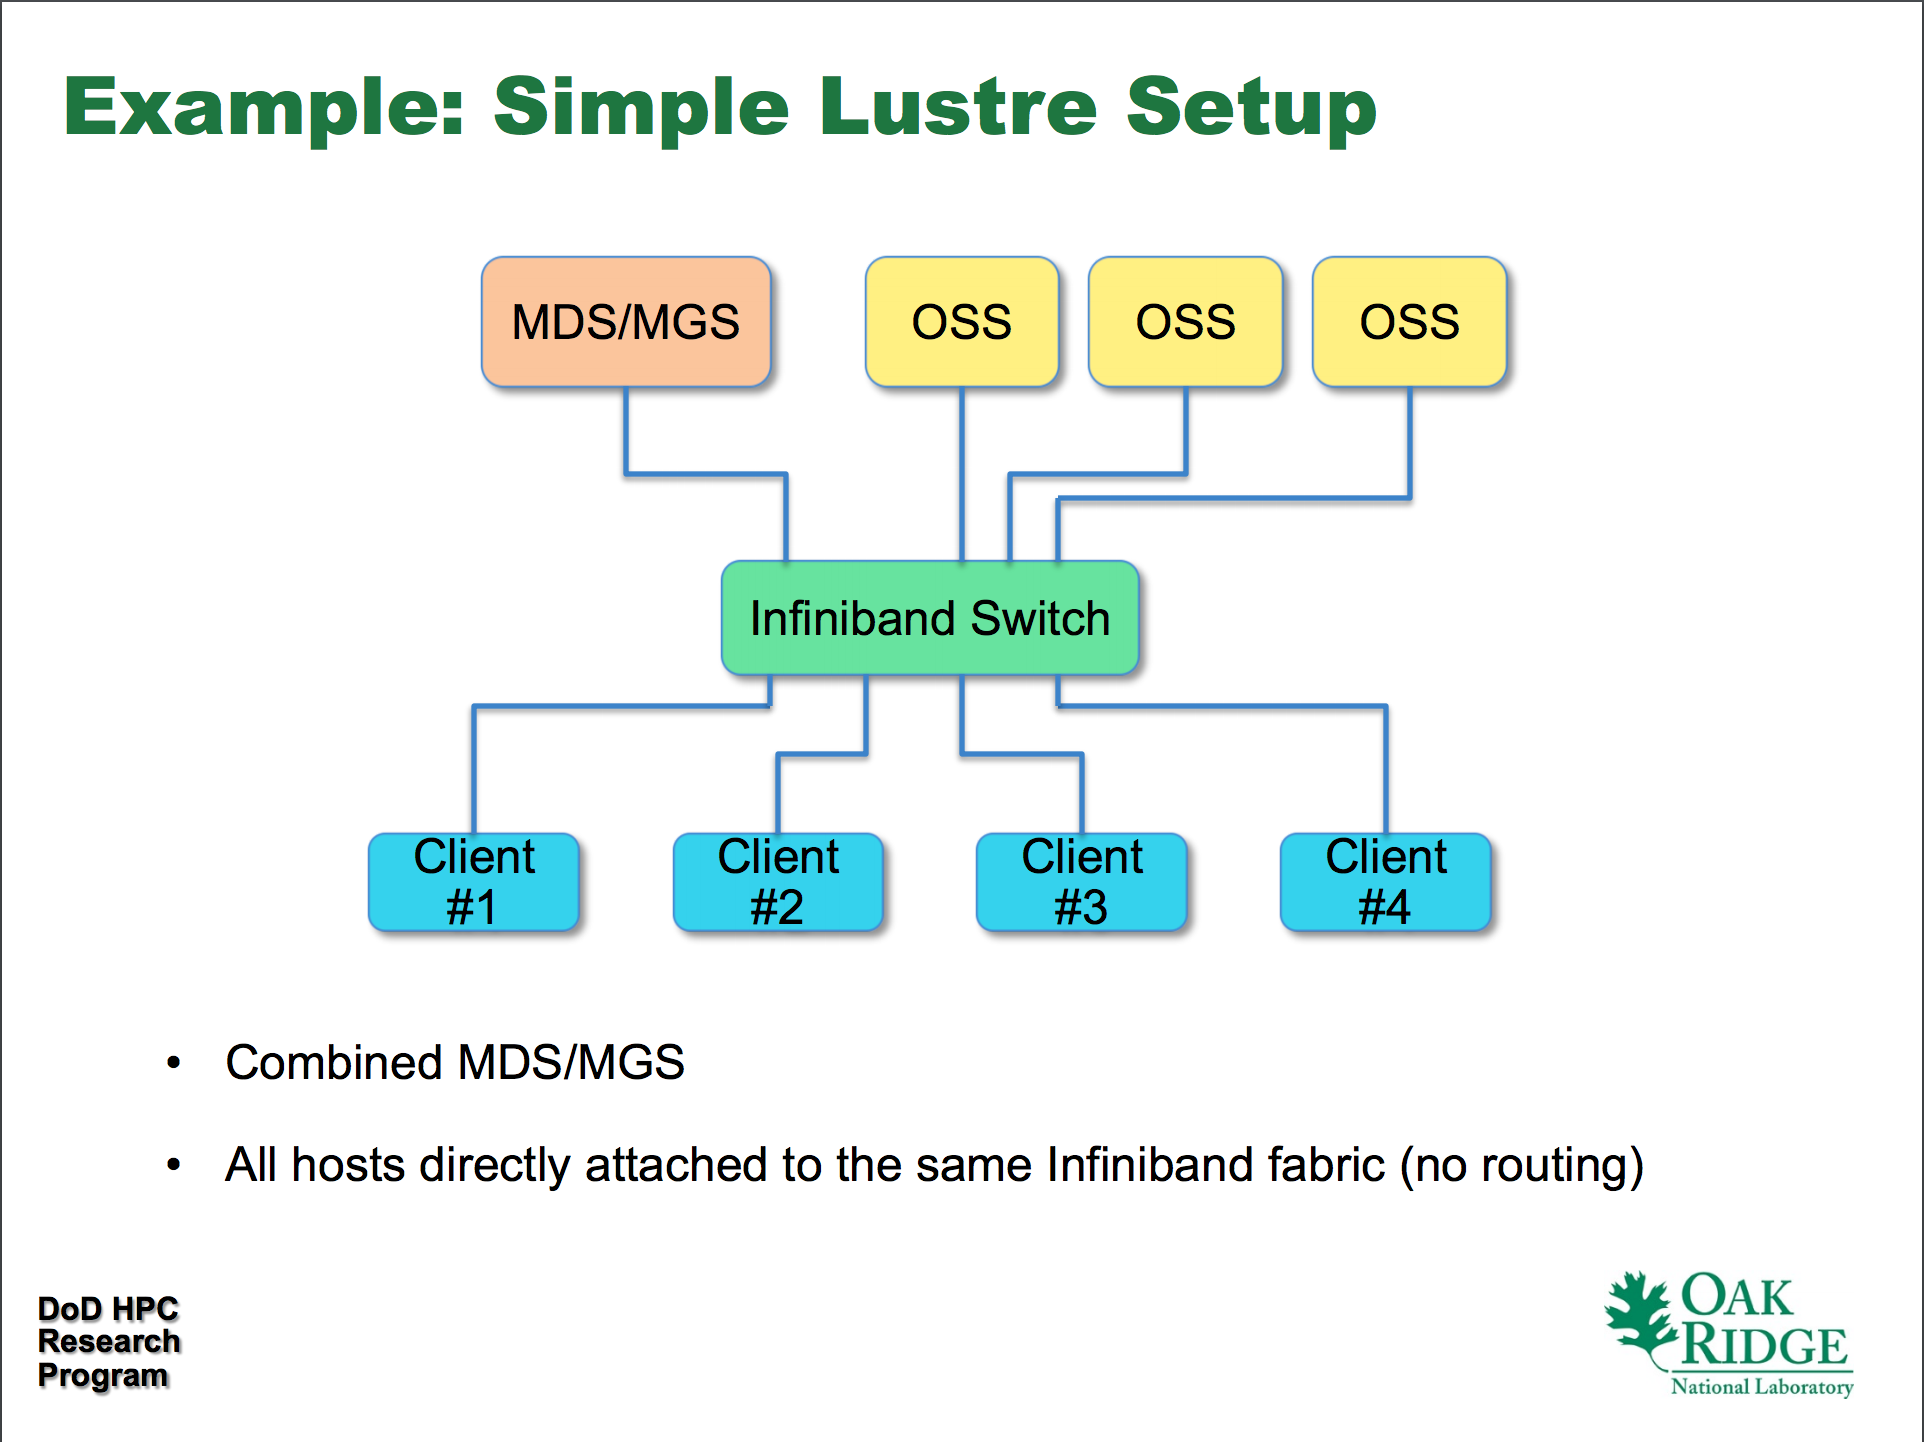 Example: Simple Lustre Setup
MDS/MGS
OSS
OSS
OSS
Infiniband Switch
Client
#1
Client
#2
Client
#3
Client
#4
• Combined MDS/MGS
• All hosts directly attached to the same Infiniband fabric (no routing)
DoD HPC
Research
Program
OAK
RIDGE
National Laboratory